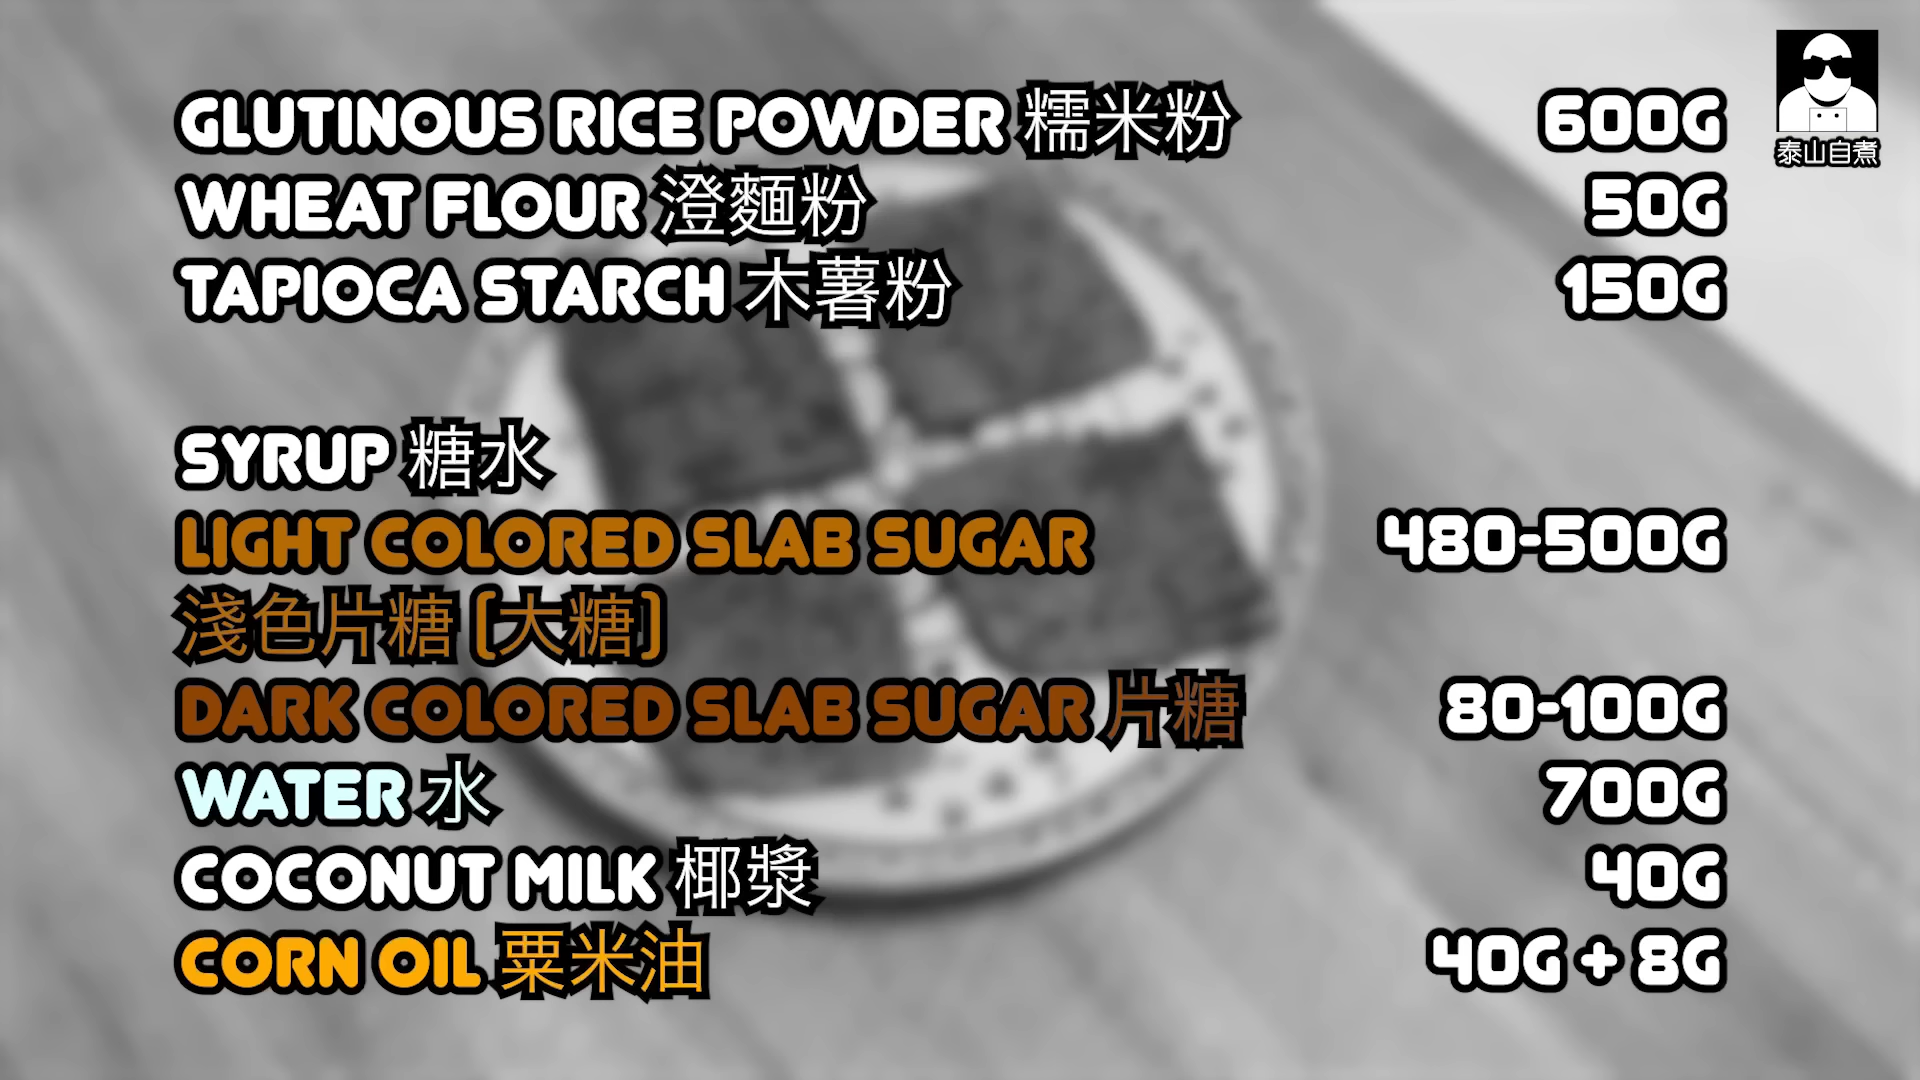 GLUTINOUS RICE POWDER 糯米粉 600G
泰山自煮
WHEAT FLOUR 澄麵粉 50G
TAPIOCA STARCH 木薯粉 150G
SYRUP 糖水
LIGHT COLORED SLAB SUGAR 480-500G
淺色片糖 (大糖)
DARK COLORED SLAB SUGAR 片糖 80-100G
WATER 水 700G
COCONUT MILK 椰漿 40G
CORN OIL 粟米油 40G + 8G